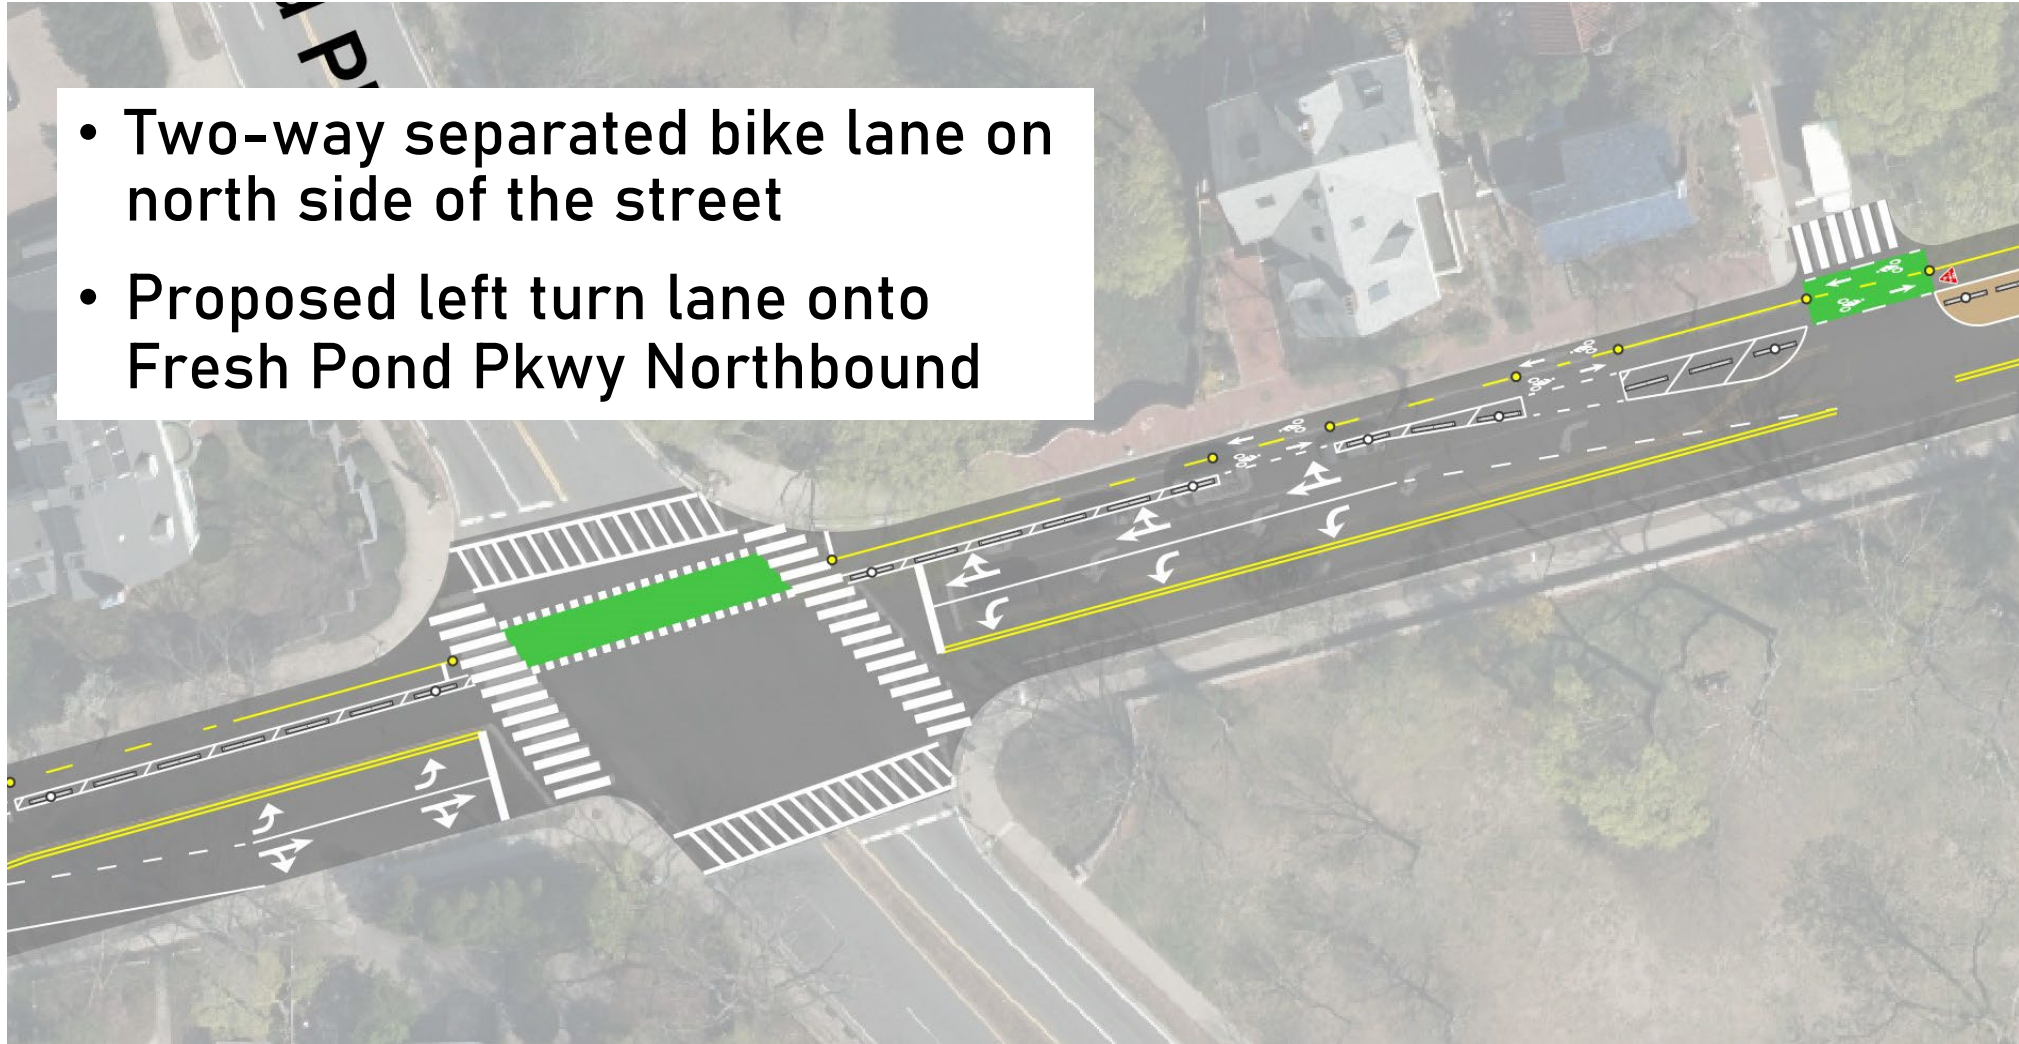 • Two-way separated bike lane on
north side of the street
• Proposed left turn lane onto
Fresh Pond Pkwy Northbound